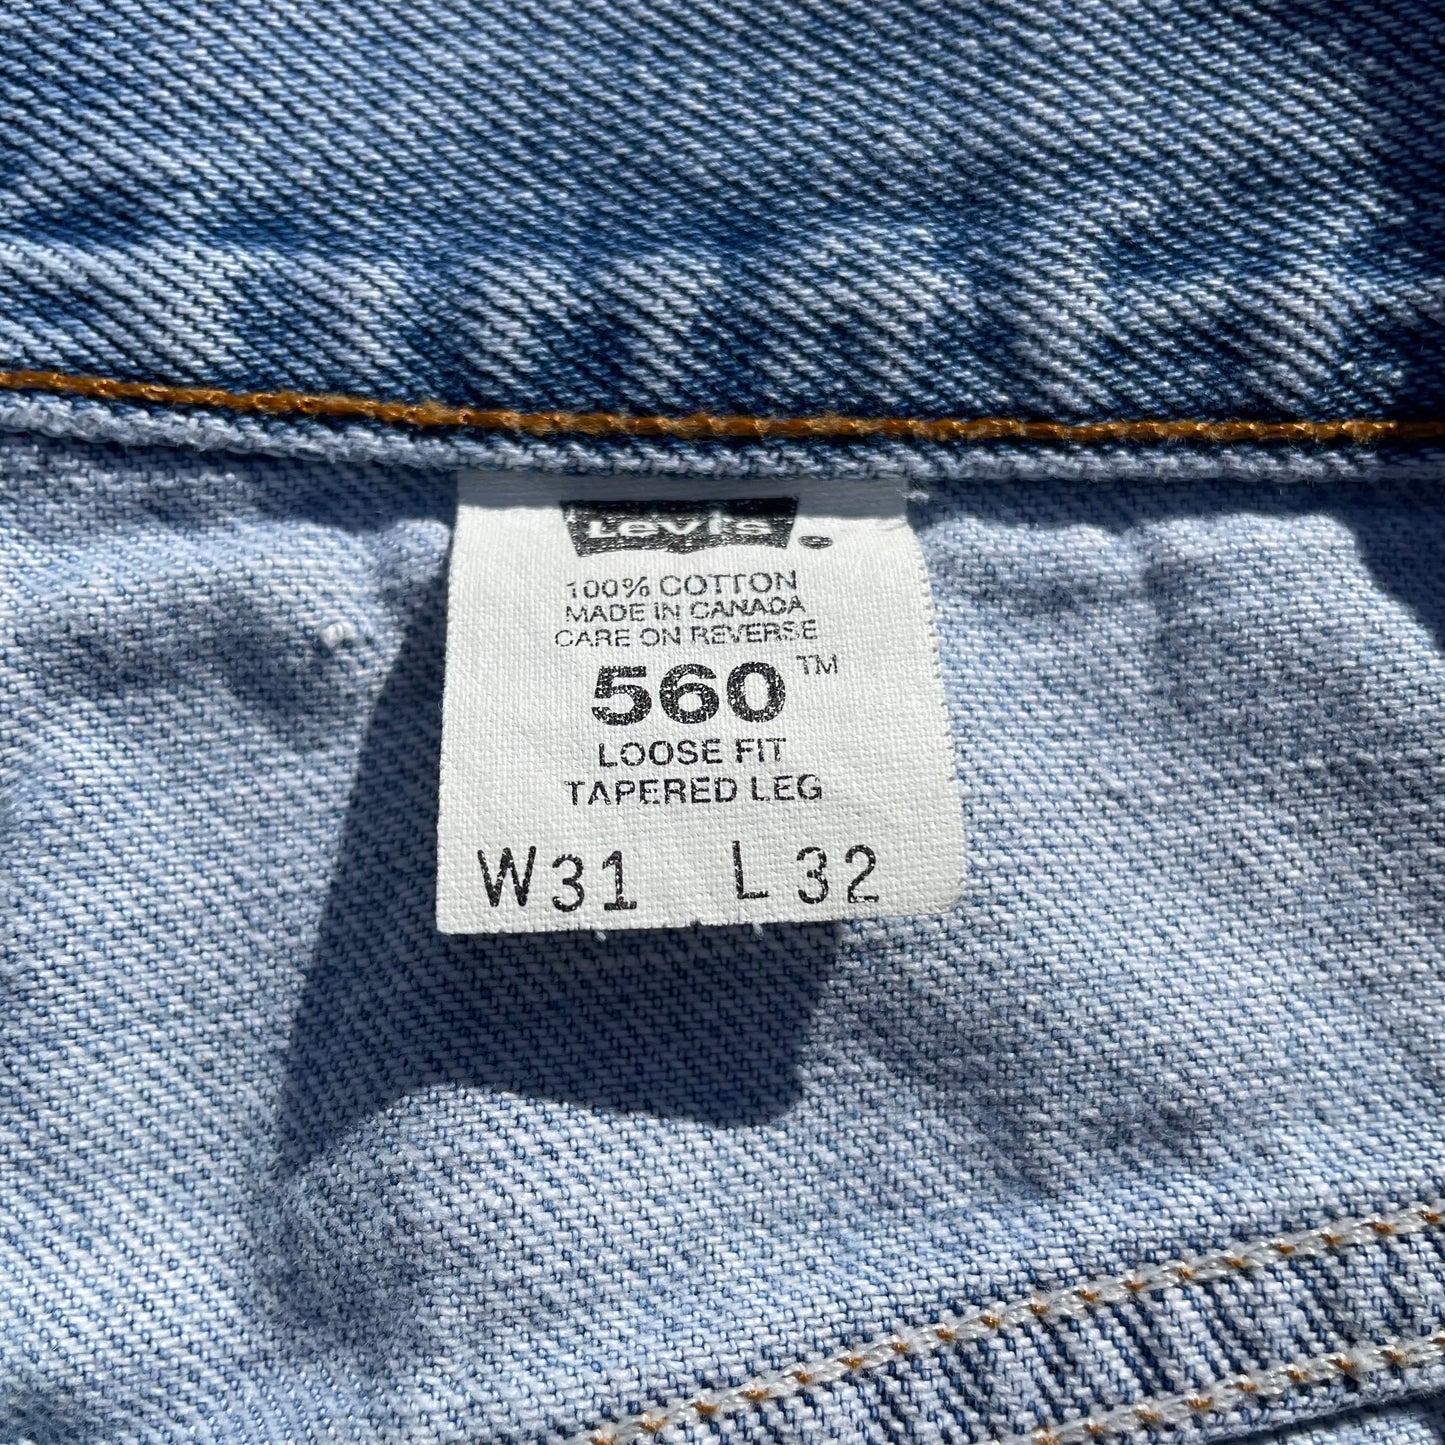 Levi's
100% COTTON
MADE IN CANADA
CARE ON REVERSE
560™
LOOSE FIT
TAPERED LEG
W31 L32